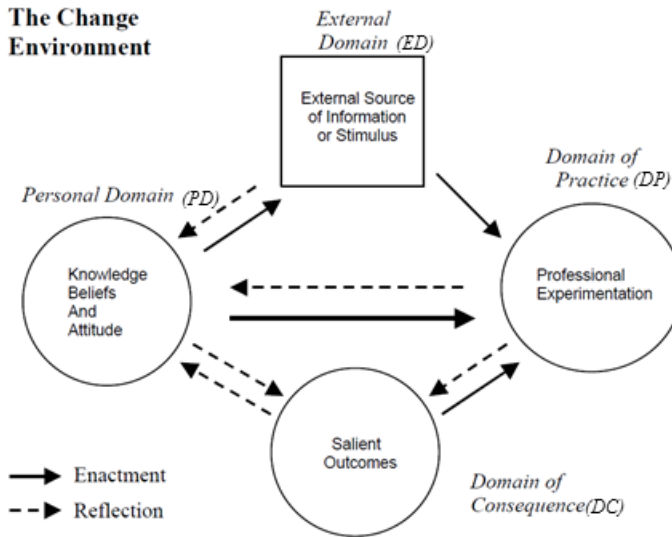 The Change
Environment
External
Domain (ED)
External Source
of Information
or Stimulus
Domain of
Practice (DP)
Personal Domain (PD)
Knowledge
Beliefs
And
Attitude
Professional
Experimentation
Salient
Outcomes
Domain of
Consequence(DC)
Enactment
Reflection